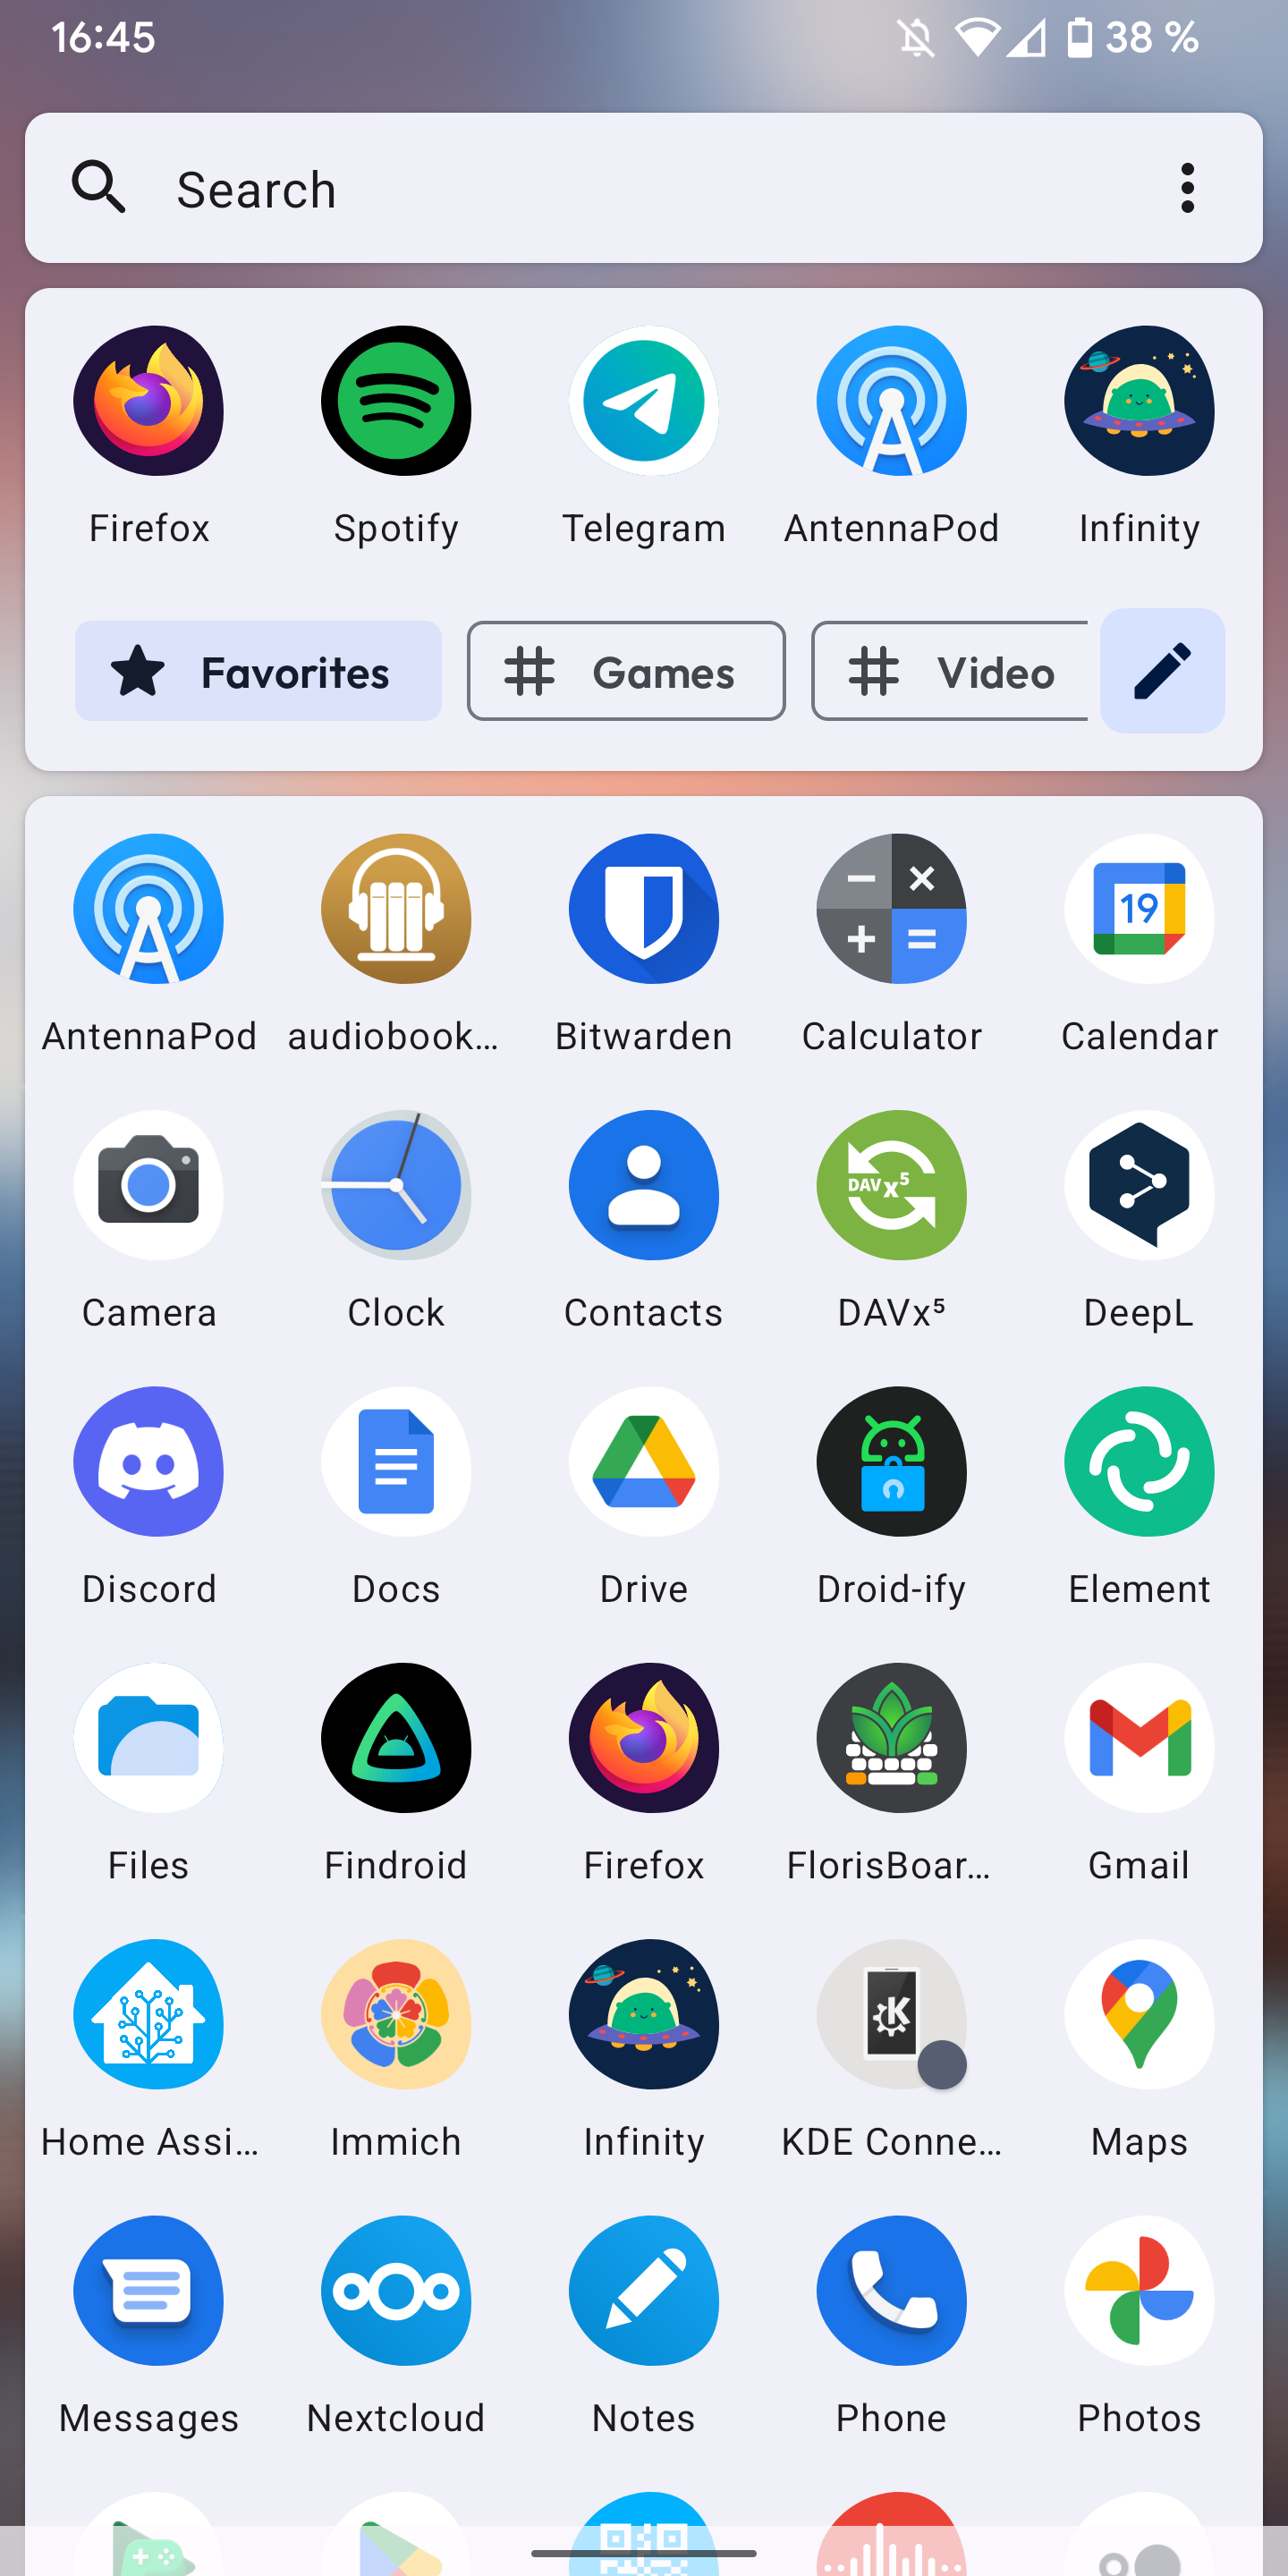 16:45 38 %
Search
Firefox Spotify Telegram AntennaPod Infinity
Favorites Games Video
19
AntennaPod audiobook… Bitwarden Calculator Calendar
DAVx⁵
Camera Clock Contacts DAVx⁵ DeepL
Discord Docs Drive Droid-ify Element
Files Findroid Firefox FlorisBoar… Gmail
K
Home Assi… Immich Infinity KDE Conne… Maps
Messages Nextcloud Notes Phone Photos